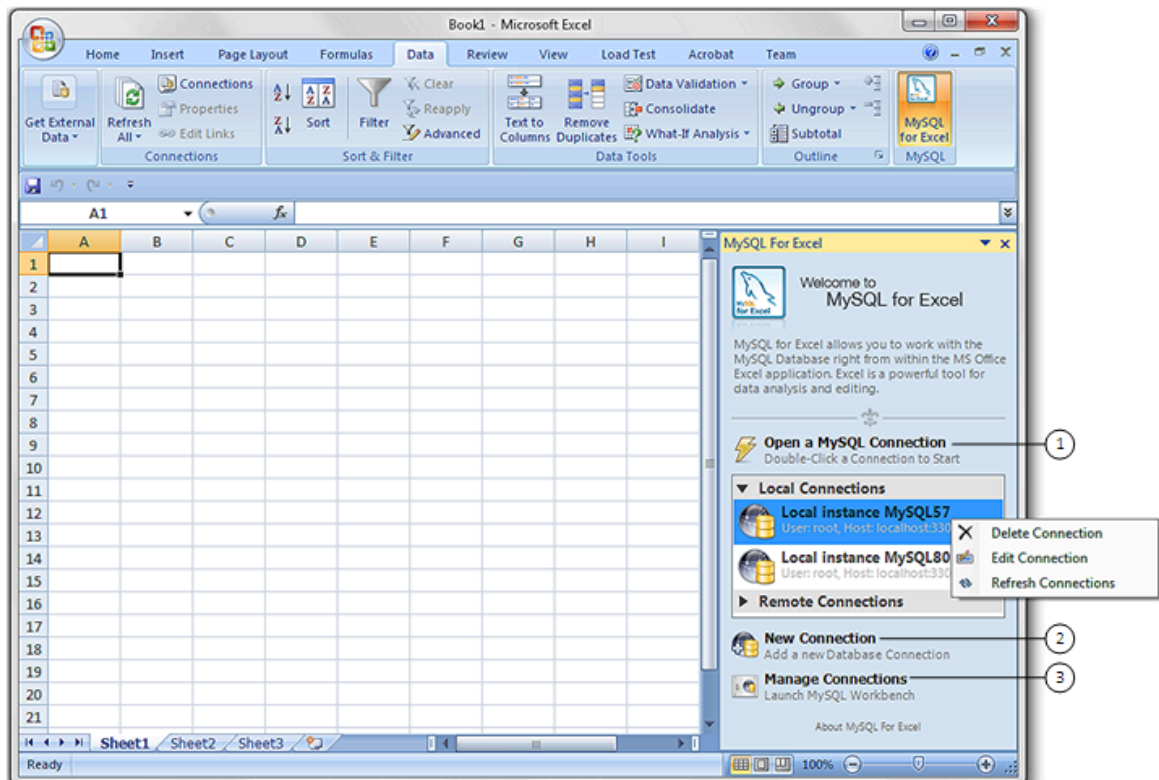 Book1 - Microsoft Excel
Home Insert Page Layout Formulas Data Review View Load Test Acrobat Team
Get External Data
Refresh All
Connections
Properties
Edit Links
Connections
Sort
Filter
Clear
Reapply
Advanced
Sort & Filter
Text to Columns
Remove Duplicates
Data Validation
Consolidate
What-If Analysis
Data Tools
Group
Ungroup
Subtotal
Outline
MySQL for Excel
MySQL
A1 fx
A B C D E F G H I
1
2
3
4
5
6
7
8
9
10
11
12
13
14
15
16
17
18
19
20
21
MySQL For Excel
Welcome to
MySQL for Excel
MySQL for Excel allows you to work with the
MySQL Database right from within the MS Office
Excel application. Excel is a powerful tool for
data analysis and editing.
Open a MySQL Connection 1
Double-Click a Connection to Start
Local Connections
Local instance MySQL57
User: root, Host: localhost:330
Delete Connection
Edit Connection
Refresh Connections
Local instance MySQL80
User: root, Host: localhost:330
Remote Connections
New Connection 2
Add a new Database Connection
Manage Connections 3
Launch MySQL Workbench
About MySQL For Excel
Sheet1 Sheet2 Sheet3
Ready 100%